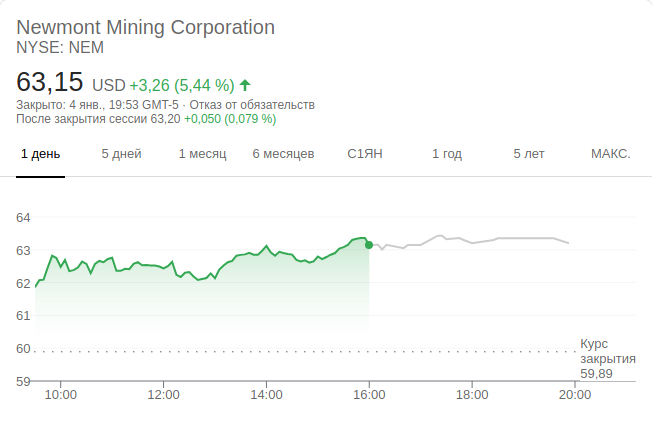 Newmont Mining Corporation
NYSE: NEM
63,15 USD +3,26 (5,44 %)
Закрыто: 4 янв., 19:53 GMT-5 · Отказ от обязательств
После закрытия сессии 63,20 +0,050 (0,079 %)
1 день 5 дней 1 месяц 6 месяцев С1ЯН 1 год 5 лет МАКС.
64
63
62
61
60
Курс
закрытия
59,89
59
10:00 12:00 14:00 16:00 18:00 20:00